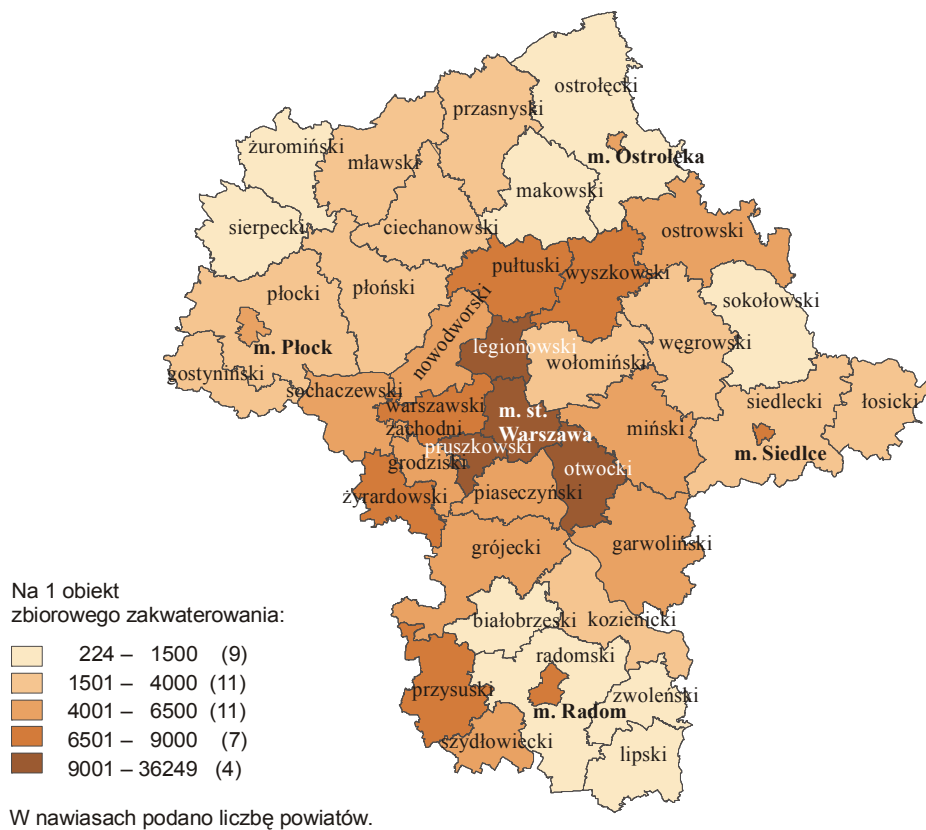 ostrołęcki
przasnyski
żuromiński
mławski
m. Ostrołęka
makowski
sierpecki
ciechanowski
ostrowski
pułtuski
wyszkowski
płocki
płoński
sokołowski
nowodworski
legionowski
wołomiński
węgrowski
m. Płock
gostyniński
sochaczewski
siedlecki
łosicki
warszawski
zachodni
m. st.
Warszawa
miński
m. Siedlce
pruszkowski
grodziski
otwocki
żyrardowski
piaseczyński
grójecki
garwoliński
białobrzeski
kozienicki
radomski
przysuski
zwoleński
m. Radom
szydłowiecki
lipski
Na 1 obiekt
zbiorowego zakwaterowania:
224 – 1500 (9)
1501 – 4000 (11)
4001 – 6500 (11)
6501 – 9000 (7)
9001 – 36249 (4)
W nawiasach podano liczbę powiatów.